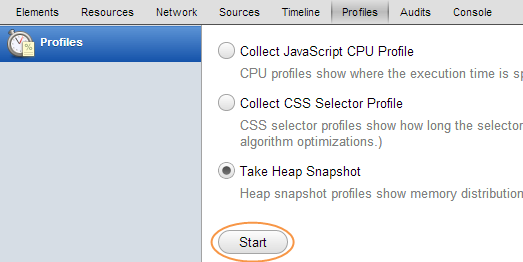 Elements Resources Network Sources Timeline Profiles Audits Console
Profiles
Collect JavaScript CPU Profile
CPU profiles show where the execution time is
Collect CSS Selector Profile
CSS selector profiles show how long the selector
algorithm optimizations.)
Take Heap Snapshot
Heap snapshot profiles show memory distribution
Start